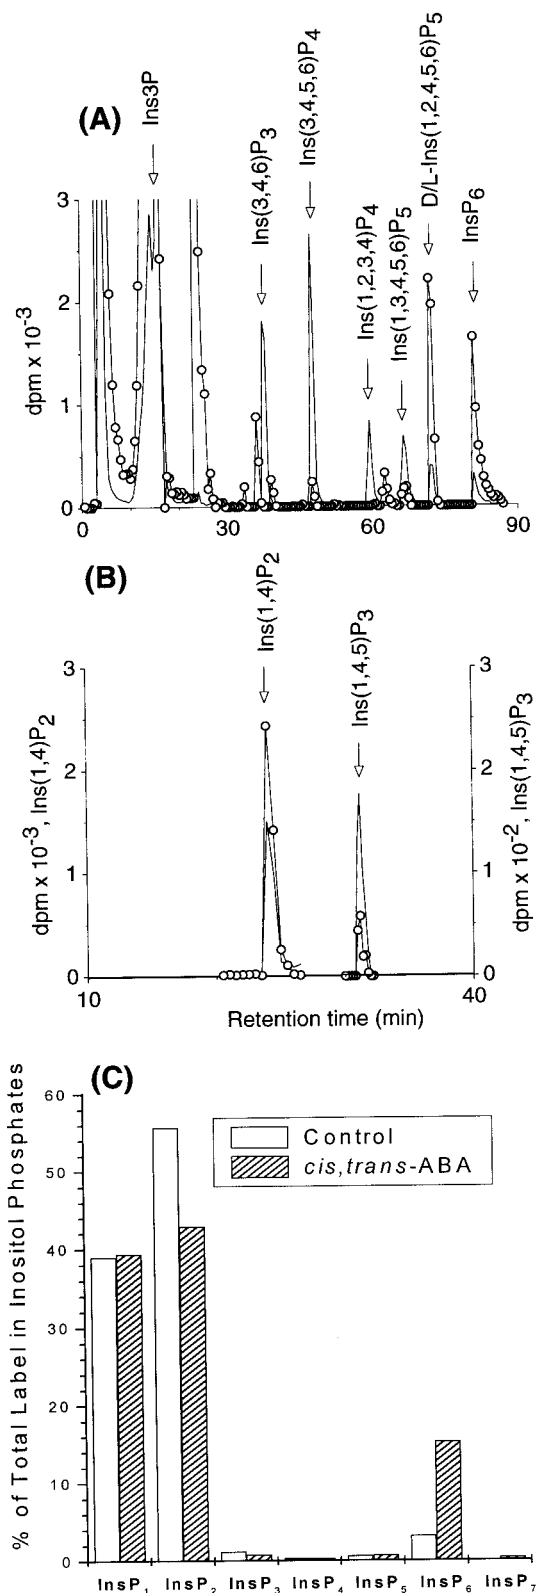 (A)
Ins3P
Ins(3,4,6)P3
Ins(3,4,5,6)P4
Ins(1,2,3,4)P4
Ins(1,3,4,5,6)P5
D/L-Ins(1,2,4,5,6)P5
InsP6
dpm x 10-3
3
2
1
0
0 30 60 90
(B)
Ins(1,4)P2
Ins(1,4,5)P3
dpm x 10-3, Ins(1,4)P2
3
2
1
0
dpm x 10-2, Ins(1,4,5)P3
3
2
1
0
10 40
Retention time (min)
(C)
% of Total Label in Inositol Phosphates
60
50
40
30
20
10
0
Control
cis,trans-ABA
InsP1 InsP2 InsP3 InsP4 InsP5 InsP6 InsP7